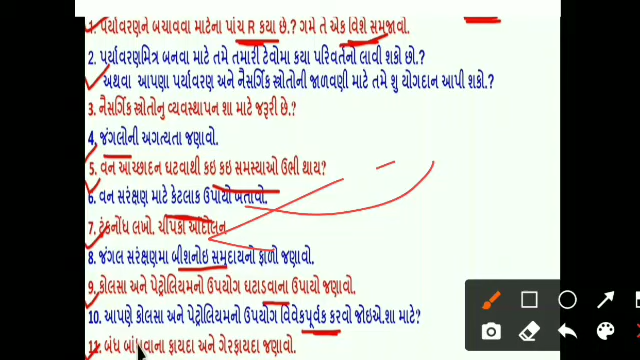 1. પર્યાવરણને બચાવવા માટેના પાંચ R કયા છે.? ગમે તે એક વિશે સમજાવો.
2. પર્યાવરણમિત્ર બનવા માટે તમે તમારી ટેવોમા કયા પરિવર્તનો લાવી શકો છો.?
અથવા આપણા પર્યાવરણ અને નૈસર્ગિક સ્ત્રોતોની જાળવણી માટે તમે શુ યોગદાન આપી શકો.?
3. નૈસર્ગિક સ્ત્રોતોનુ વ્યવસ્થાપન શા માટે જરૂરી છે.?
4. જંગલોની અગત્યતા જણાવો.
5. વન આચ્છાદન ઘટવાથી કઇ કઇ સમસ્યાઓ ઉભી થાય?
6. વન સરંક્ષણ માટે કેટલાક ઉપાયો બતાવો.
7. ટુંકનોંધ લખો. ચીપકો આંદોલન
8. જંગલ સરંક્ષણમા બીશનોઇ સમુદાયનો ફાળો જણાવો.
9. કોલસા અને પેટ્રોલિયમનો ઉપયોગ ઘટાડવાના ઉપાયો જણાવો.
10. આપણે કોલસા અને પેટ્રોલિયમનો ઉપયોગ વિવેકપૂર્વક કરવો જોઇએ.શા માટે?
11. બંધ બાંધવાના ફાયદા અને ગેરફાયદા જણાવો.